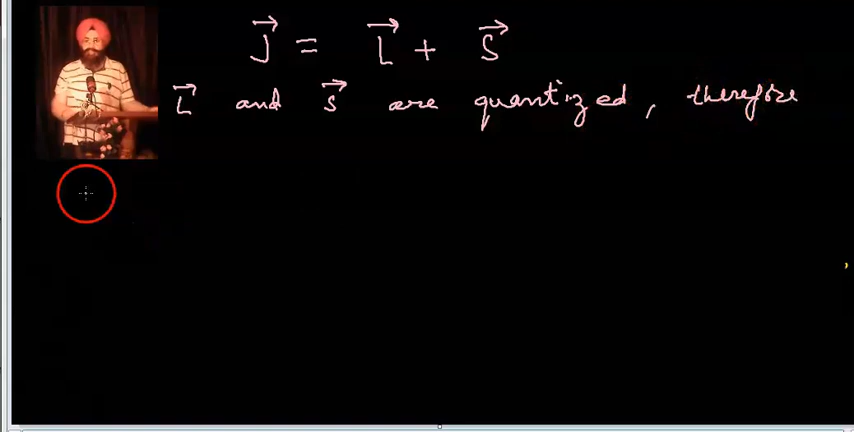 J⃗ = L⃗ + S⃗
L⃗ and S⃗ are quantized, therefore